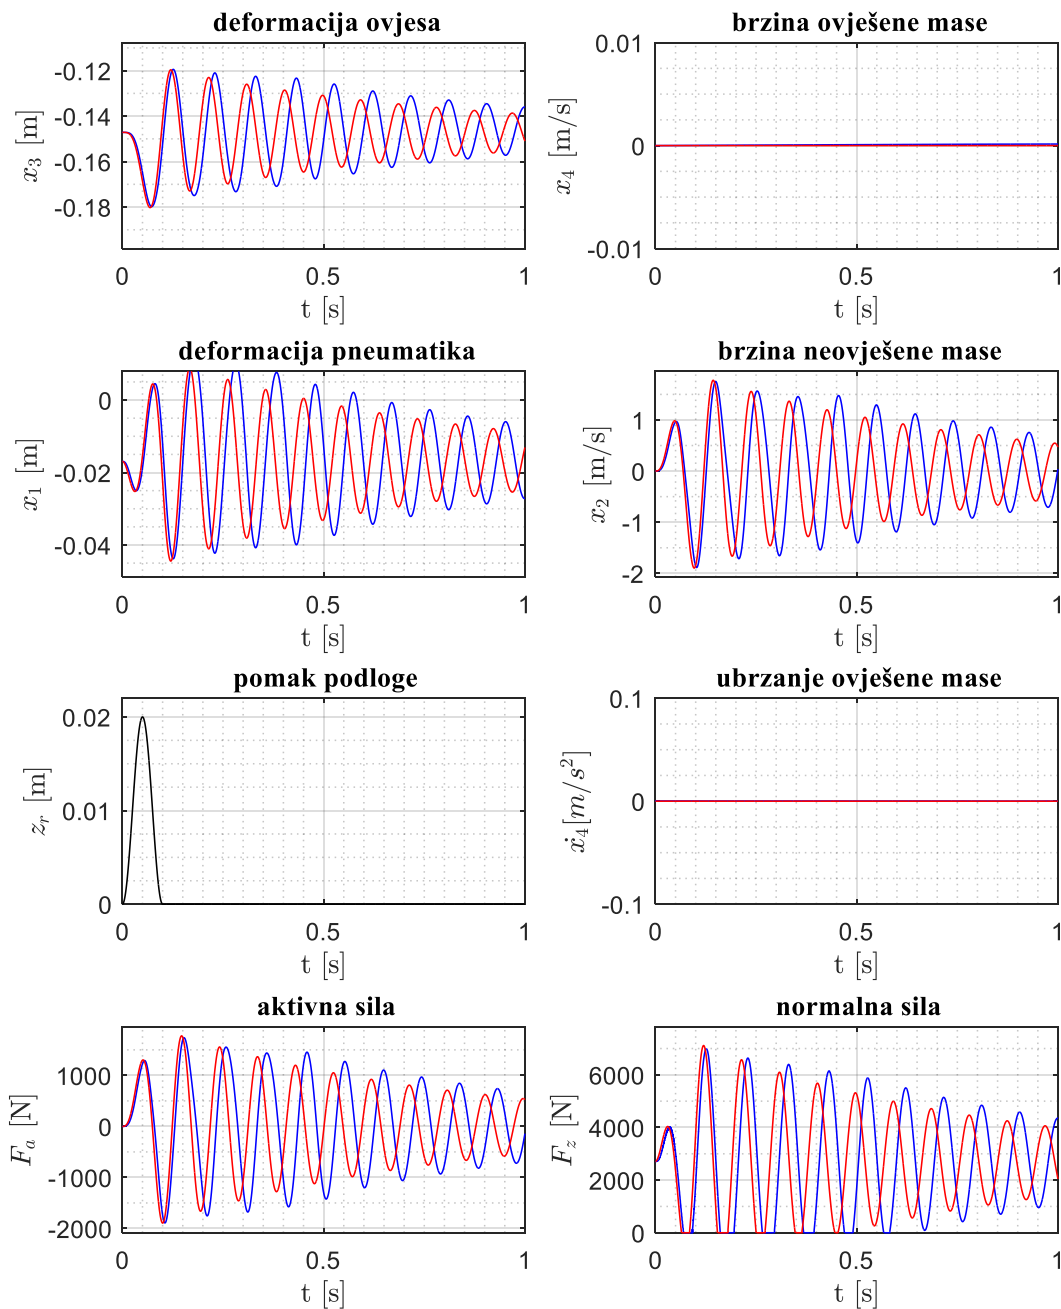 deformacija ovjesa
-0.12
-0.14
-0.16
-0.18
x₃ [m]
0 0.5 1
t [s]
brzina ovješene mase
0.01
0
-0.01
x₄ [m/s]
0 0.5 1
t [s]
deformacija pneumatika
0
-0.02
-0.04
x₁ [m]
0 0.5 1
t [s]
brzina neovješene mase
1
0
-1
-2
x₂ [m/s]
0 0.5 1
t [s]
pomak podloge
0.02
0.01
0
zᵣ [m]
0 0.5 1
t [s]
ubrzanje ovješene mase
0.1
0
-0.1
ẋ₄[m/s²]
0 0.5 1
t [s]
aktivna sila
1000
0
-1000
-2000
Fₐ [N]
0 0.5 1
t [s]
normalna sila
6000
4000
2000
0
F_z [N]
0 0.5 1
t [s]